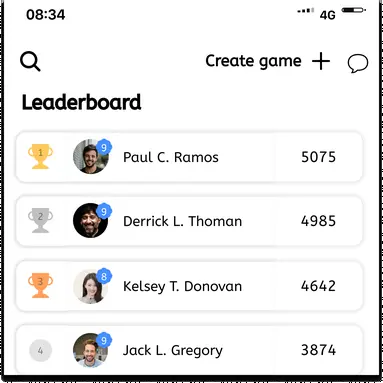 08:34 4G
Create game +
Leaderboard
1 9 Paul C. Ramos 5075
2 9 Derrick L. Thoman 4985
3 8 Kelsey T. Donovan 4642
4 9 Jack L. Gregory 3874